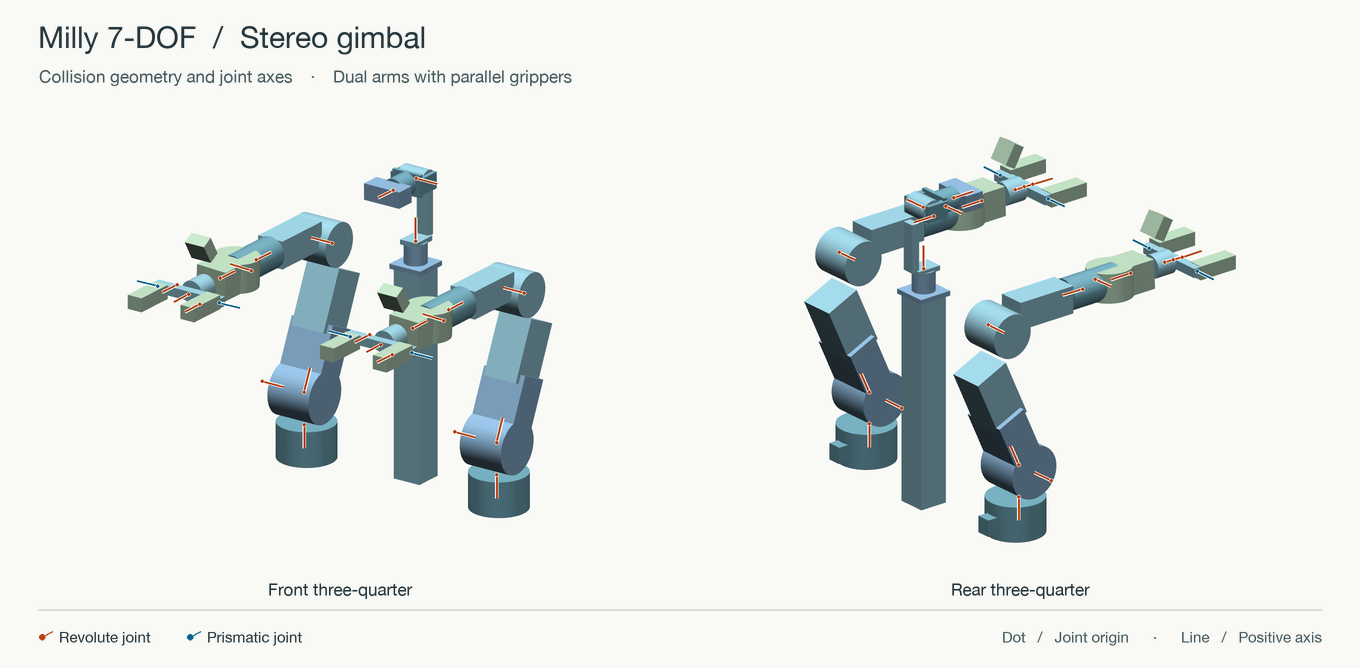 Milly 7-DOF / Stereo gimbal
Collision geometry and joint axes · Dual arms with parallel grippers
Front three-quarter
Rear three-quarter
Revolute joint
Prismatic joint
Dot / Joint origin · Line / Positive axis